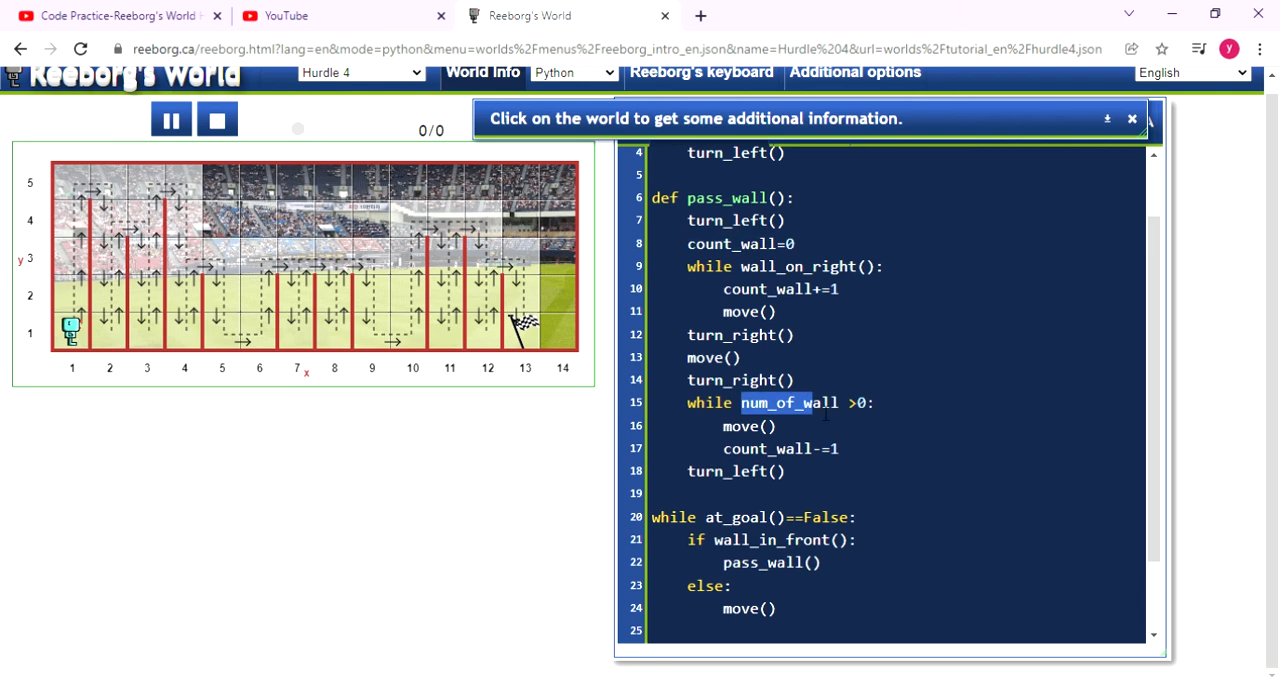 Code Practice-Reeborg's World H
YouTube
Reeborg's World
reeborg.ca/reeborg.html?lang=en&mode=python&menu=worlds%2Fmenus%2Freeborg_intro_en.json&name=Hurdle%204&url=worlds%2Ftutorial_en%2Fhurdle4.json
y
Reeborg's World
Hurdle 4
World Info
Python
Reeborg's keyboard
Additional options
English
0/0
Click on the world to get some additional information.
5
4
y 3
2
1
1 2 3 4 5 6 7 8 9 10 11 12 13 14
x
4 turn_left()
5
6 def pass_wall():
7 turn_left()
8 count_wall=0
9 while wall_on_right():
10 count_wall+=1
11 move()
12 turn_right()
13 move()
14 turn_right()
15 while num_of_wall >0:
16 move()
17 count_wall-=1
18 turn_left()
19
20 while at_goal()==False:
21 if wall_in_front():
22 pass_wall()
23 else:
24 move()
25